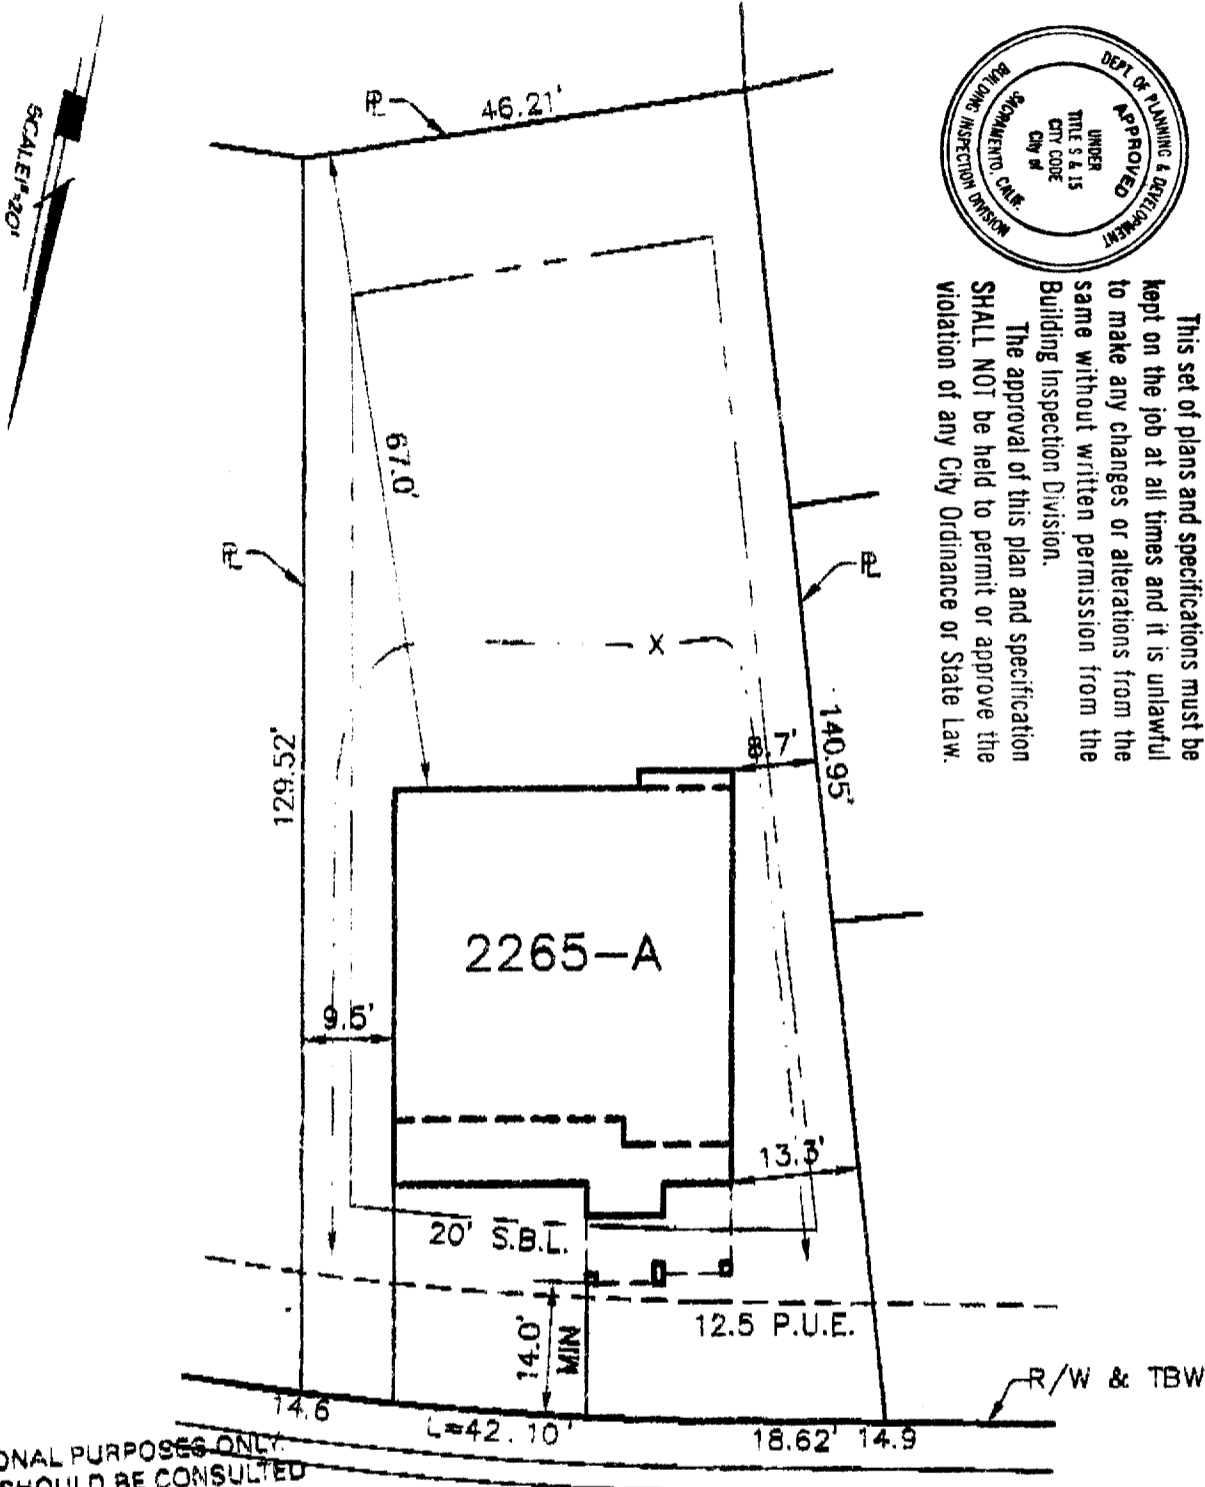 SCALE 1"=20'
PL
46.21'
DEPT. OF PLANNING & DEVELOPMENT
APPROVED
UNDER
TITLE 9 & 15
CITY CODE
City of
SACRAMENTO, CALIF.
BUILDING INSPECTION DIVISION
This set of plans and specifications must be
kept on the job at all times and it is unlawful
to make any changes or alterations from the
same without written permission from the
Building Inspection Division.
The approval of this plan and specification
SHALL NOT be held to permit or approve the
violation of any City Ordinance or State Law.
67.0'
PL
PL
X
129.52'
8.7'
140.95'
2265-A
9.5'
13.3'
20' S.B.L.
14.0'
MIN
12.5 P.U.E.
R/W & TBW
14.6
L=42.10'
18.62'
14.9
ONAL PURPOSES ONLY.
SHOULD BE CONSULTED